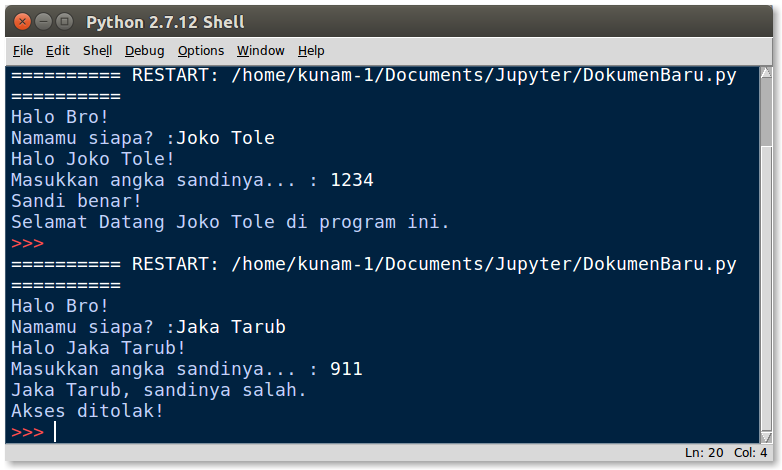 Python 2.7.12 Shell
File Edit Shell Debug Options Window Help
========== RESTART: /home/kunam-1/Documents/Jupyter/DokumenBaru.py
==========
Halo Bro!
Namamu siapa? :Joko Tole
Halo Joko Tole!
Masukkan angka sandinya... : 1234
Sandi benar!
Selamat Datang Joko Tole di program ini.
>>>
========== RESTART: /home/kunam-1/Documents/Jupyter/DokumenBaru.py
==========
Halo Bro!
Namamu siapa? :Jaka Tarub
Halo Jaka Tarub!
Masukkan angka sandinya... : 911
Jaka Tarub, sandinya salah.
Akses ditolak!
>>>
Ln: 20 Col: 4